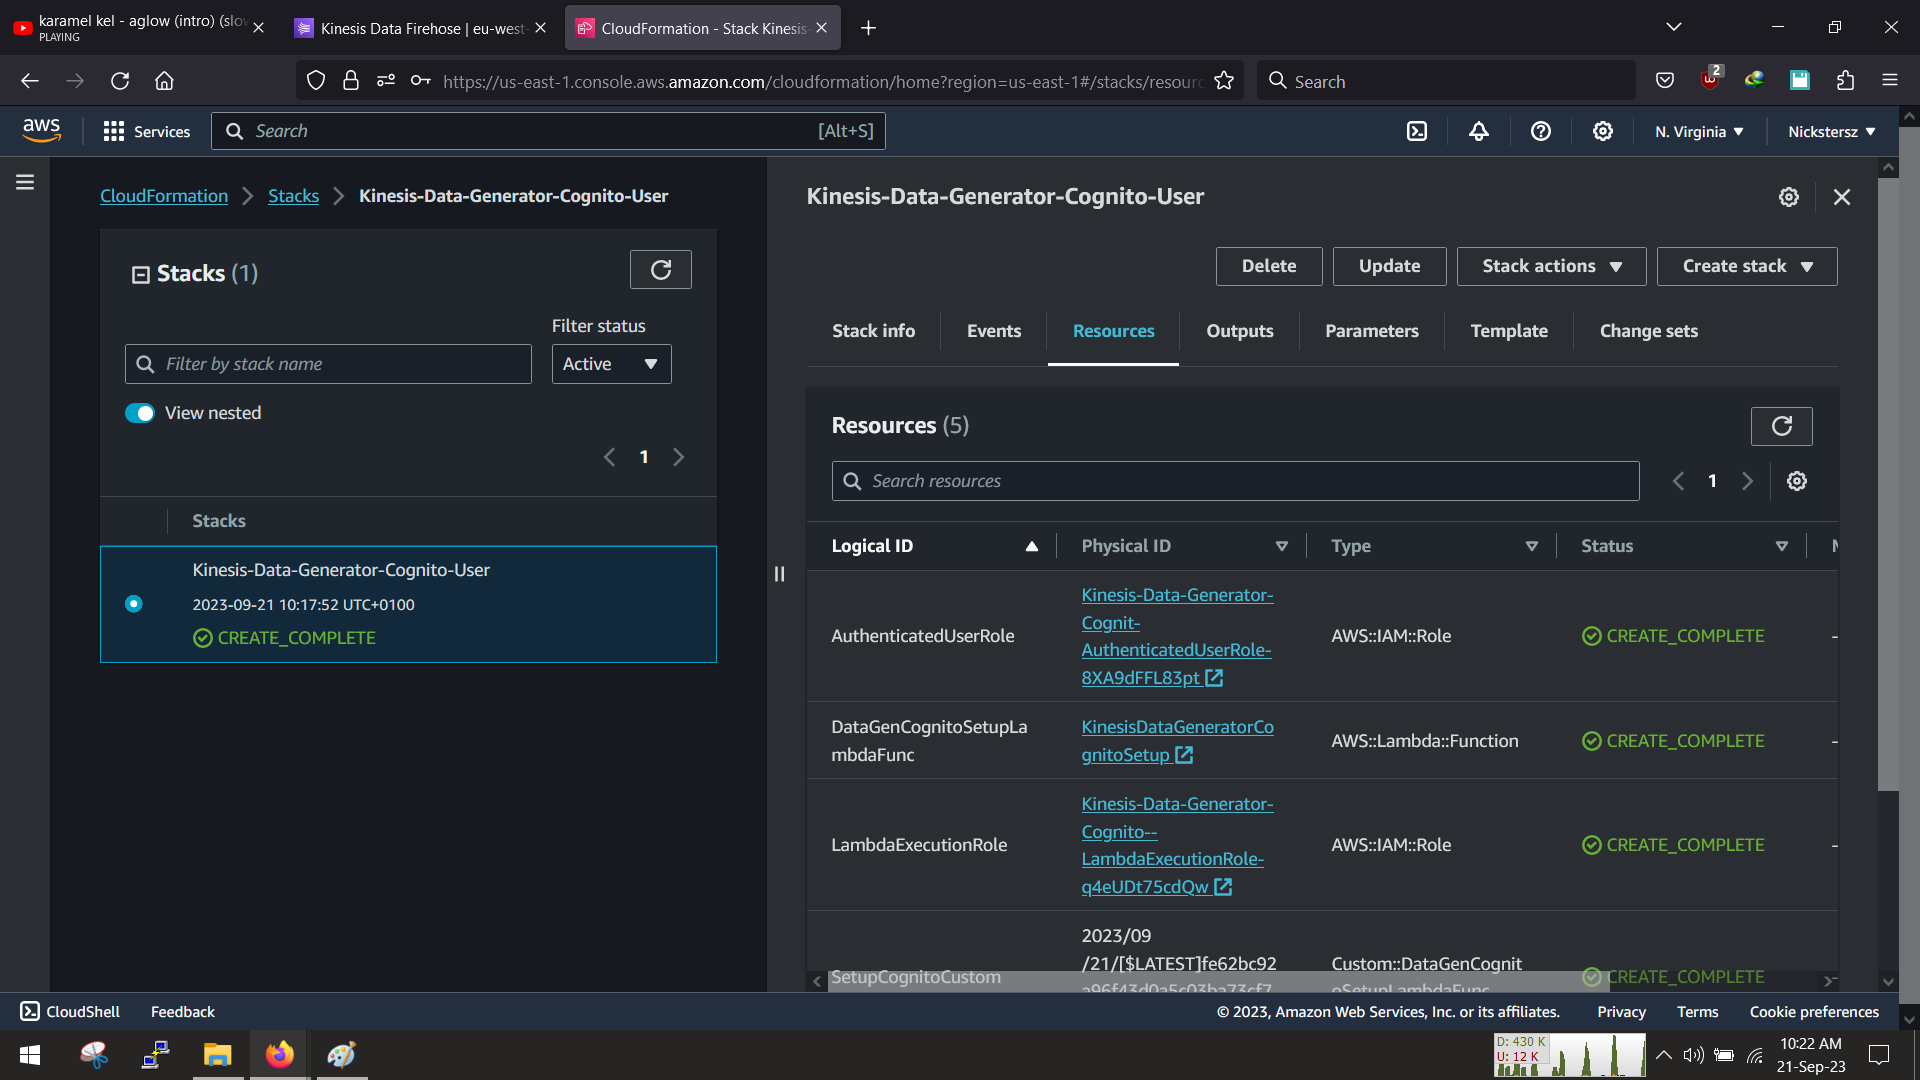 karamel kel - aglow (intro) (slow
PLAYING
Kinesis Data Firehose | eu-west-
CloudFormation - Stack Kinesis-
https://us-east-1.console.aws.amazon.com/cloudformation/home?region=us-east-1#/stacks/resourc
Search
2
aws
Services
Search
[Alt+S]
N. Virginia
Nickstersz
CloudFormation
Stacks
Kinesis-Data-Generator-Cognito-User
Stacks (1)
Filter status
Filter by stack name
Active
View nested
1
Stacks
Kinesis-Data-Generator-Cognito-User
2023-09-21 10:17:52 UTC+0100
CREATE_COMPLETE
Kinesis-Data-Generator-Cognito-User
Delete
Update
Stack actions
Create stack
Stack info
Events
Resources
Outputs
Parameters
Template
Change sets
Resources (5)
Search resources
1
Logical ID
Physical ID
Type
Status
AuthenticatedUserRole
Kinesis-Data-Generator-
Cognit-
AuthenticatedUserRole-
8XA9dFFL83pt
AWS::IAM::Role
CREATE_COMPLETE
-
DataGenCognitoSetupLa
mbdaFunc
KinesisDataGeneratorCo
gnitoSetup
AWS::Lambda::Function
CREATE_COMPLETE
-
LambdaExecutionRole
Kinesis-Data-Generator-
Cognito--
LambdaExecutionRole-
q4eUDt75cdQw
AWS::IAM::Role
CREATE_COMPLETE
-
SetupCognitoCustom
2023/09
/21/[$LATEST]fe62bc92
a96f43d0a5c03ba73cf7
Custom::DataGenCognit
oSetupLambdaFunc
CREATE_COMPLETE
-
CloudShell
Feedback
© 2023, Amazon Web Services, Inc. or its affiliates.
Privacy
Terms
Cookie preferences
D: 430 K
U: 12 K
10:22 AM
21-Sep-23